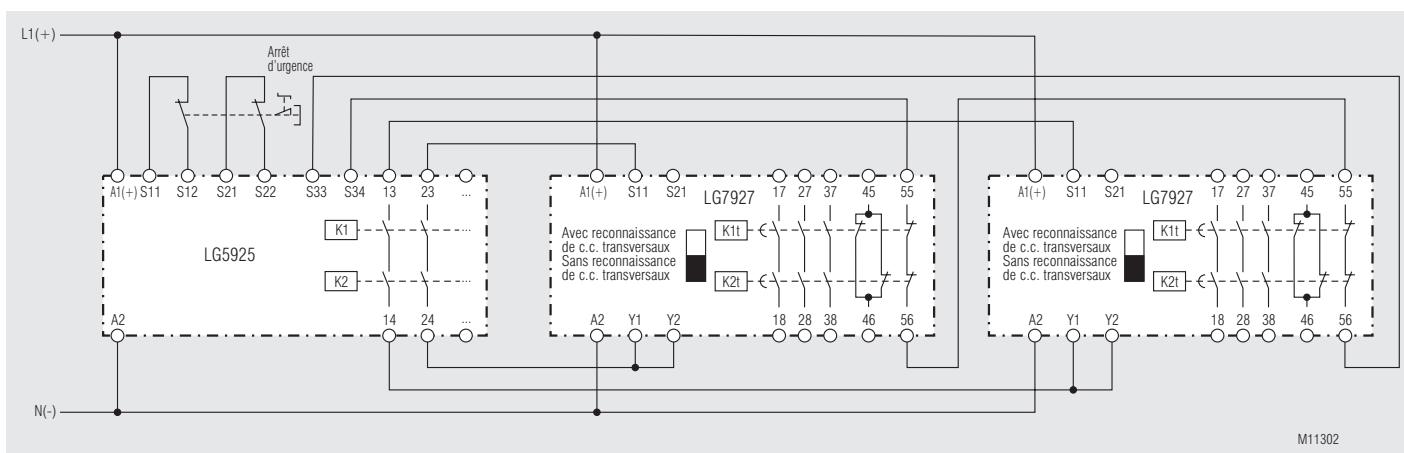 L1(+)
Arrêt
d'urgence
A1(+) S11 S12 S21 S22 S33 S34 13 23 ...
K1 ...
LG5925
K2 ...
A2 14 24 ...
A1(+) S11 S21 17 27 37 45 55
LG7927
Avec reconnaissance
de c.c. transversaux
Sans reconnaissance
de c.c. transversaux
K1t
K2t
A2 Y1 Y2 18 28 38 46 56
A1(+) S11 S21 17 27 37 45 55
LG7927
Avec reconnaissance
de c.c. transversaux
Sans reconnaissance
de c.c. transversaux
K1t
K2t
A2 Y1 Y2 18 28 38 46 56
N(-)
M11302